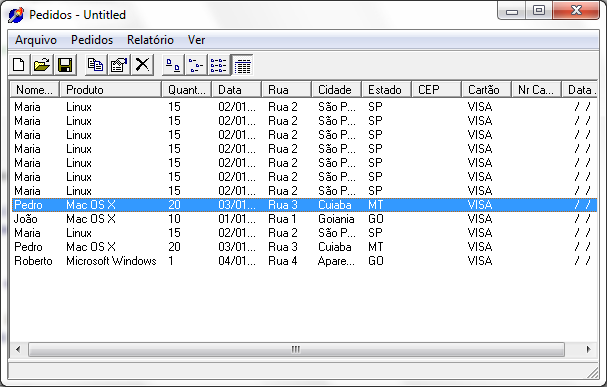 Pedidos - Untitled
Arquivo Pedidos Relatório Ver
Nome... Produto Quant... Data Rua Cidade Estado CEP Cartão Nr Ca... Data .
Maria Linux 15 02/01... Rua 2 São P... SP VISA / /
Maria Linux 15 02/01... Rua 2 São P... SP VISA / /
Maria Linux 15 02/01... Rua 2 São P... SP VISA / /
Maria Linux 15 02/01... Rua 2 São P... SP VISA / /
Maria Linux 15 02/01... Rua 2 São P... SP VISA / /
Maria Linux 15 02/01... Rua 2 São P... SP VISA / /
Maria Linux 15 02/01... Rua 2 São P... SP VISA / /
Pedro Mac OS X 20 03/01... Rua 3 Cuiaba MT VISA / /
João Mac OS X 10 01/01... Rua 1 Goiania GO VISA / /
Maria Linux 15 02/01... Rua 2 São P... SP VISA / /
Pedro Mac OS X 20 03/01... Rua 3 Cuiaba MT VISA / /
Roberto Microsoft Windows 1 04/01... Rua 4 Apare... GO VISA / /